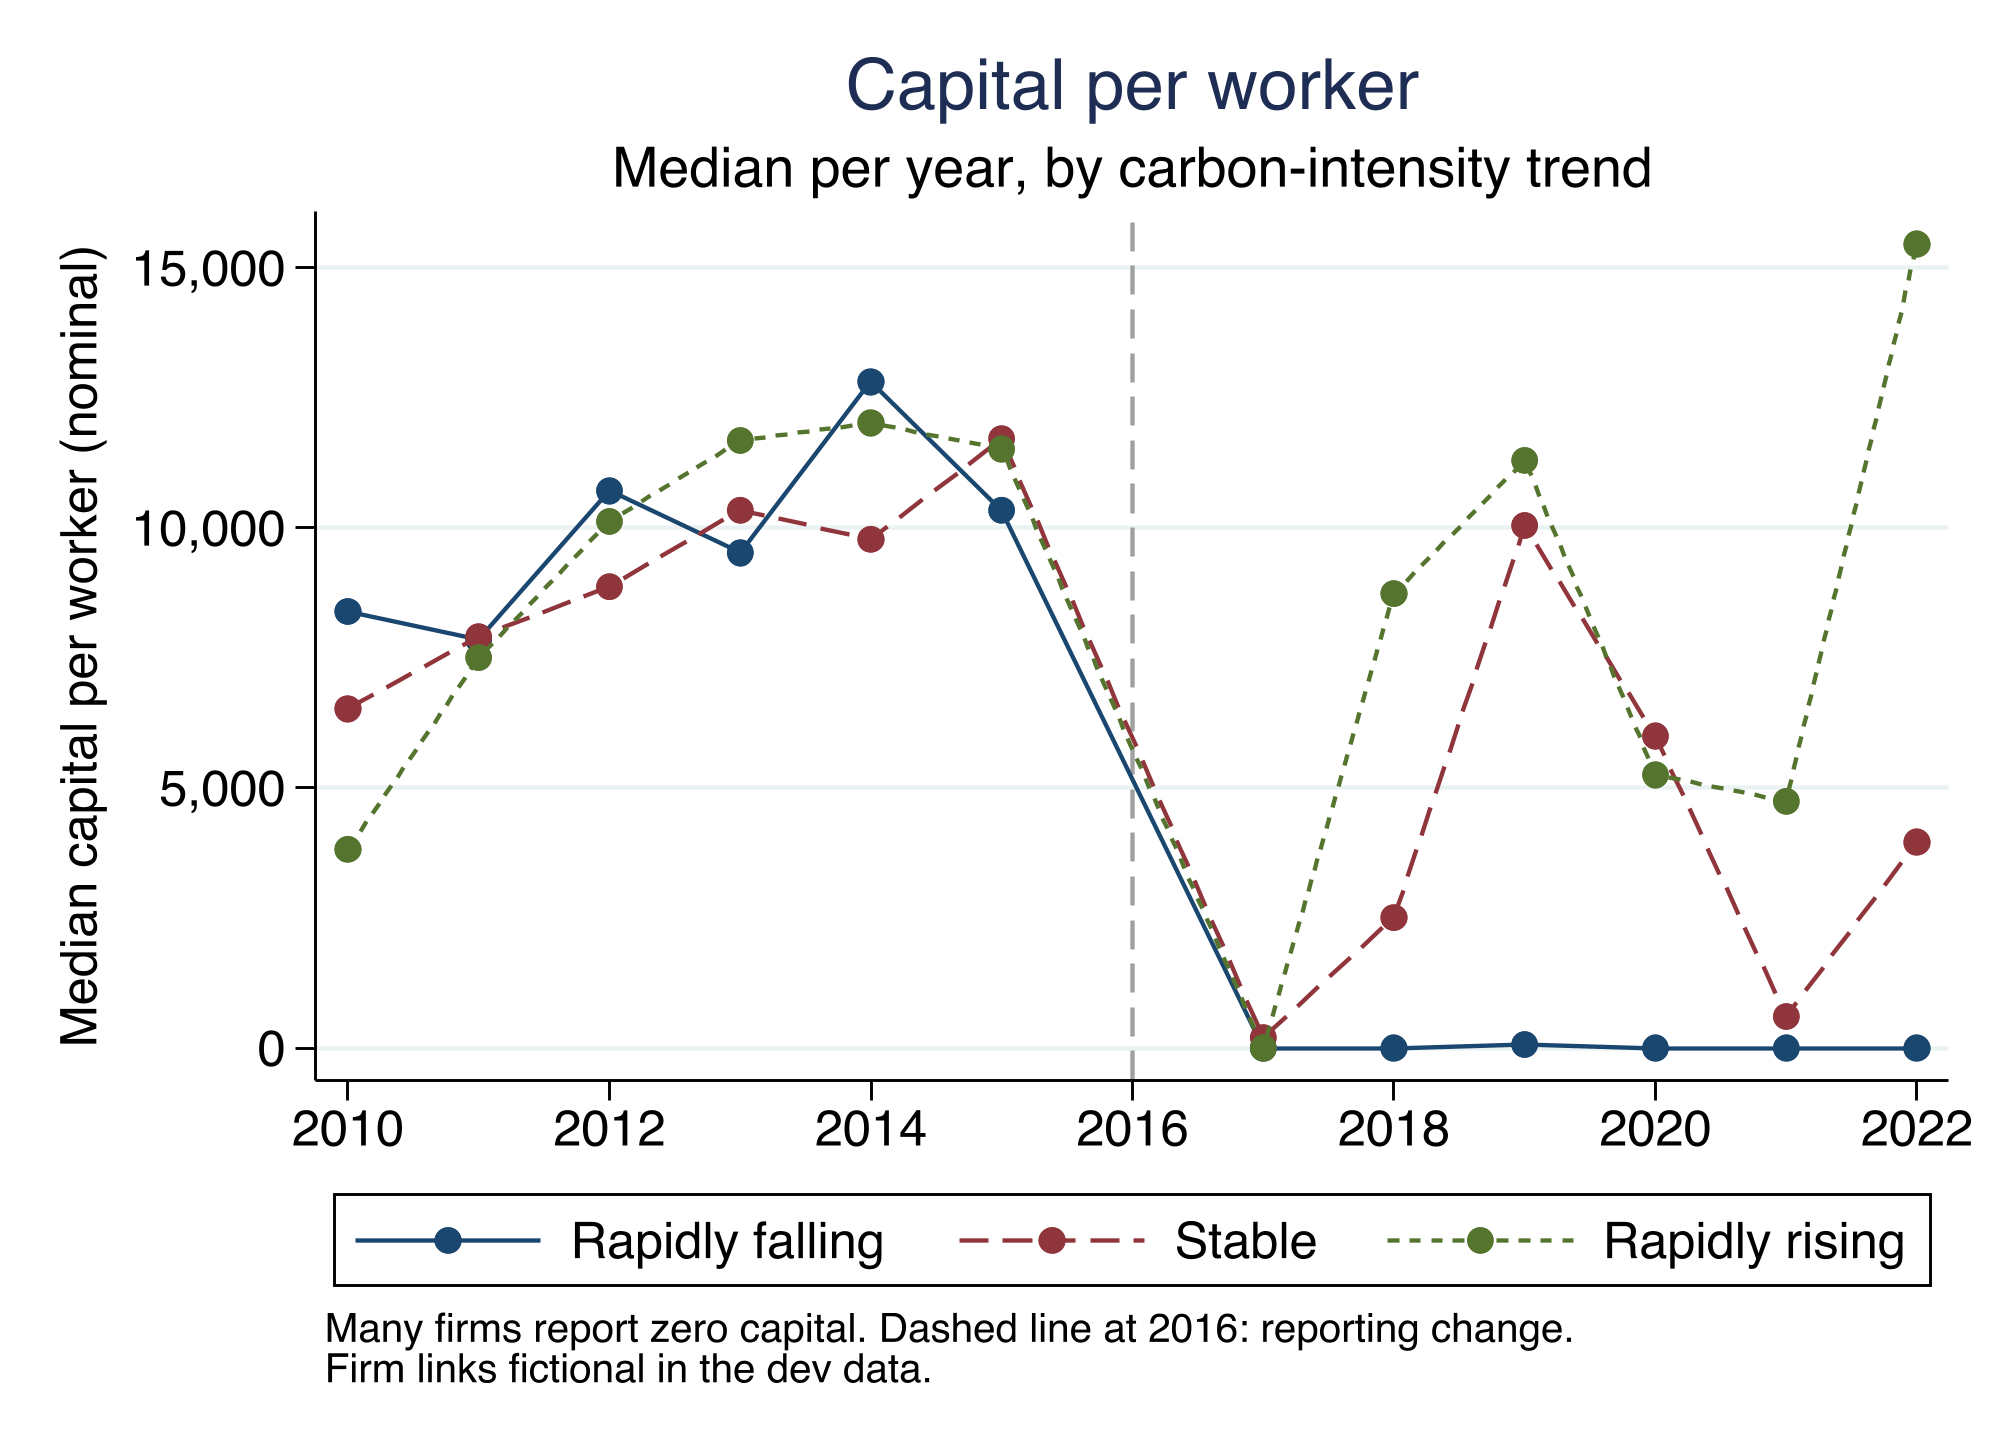 Capital per worker
Median per year, by carbon-intensity trend
Median capital per worker (nominal)
15,000
10,000
5,000
0
2010 2012 2014 2016 2018 2020 2022
Rapidly falling Stable Rapidly rising
Many firms report zero capital. Dashed line at 2016: reporting change.
Firm links fictional in the dev data.